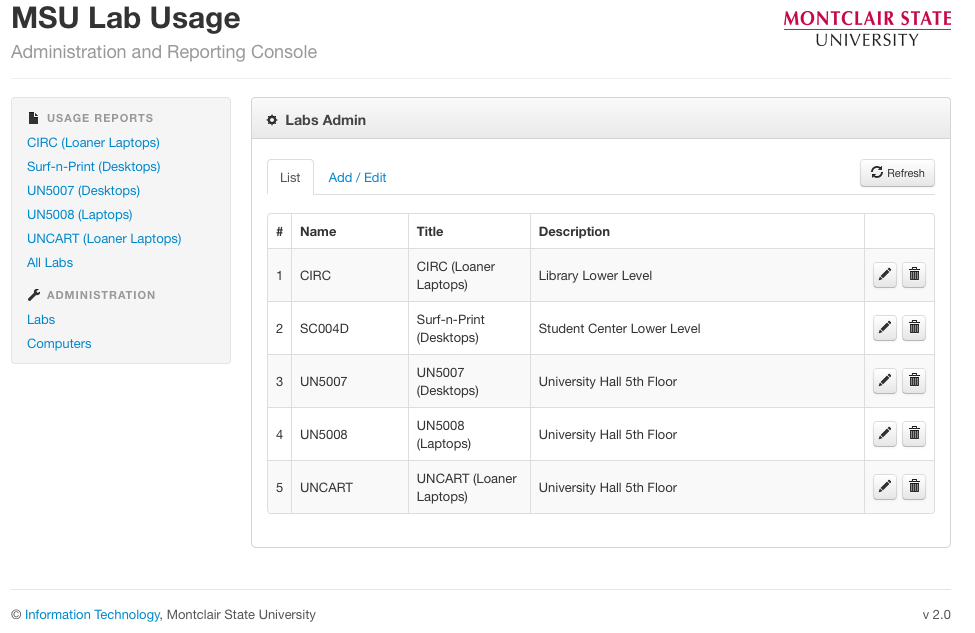 MSU Lab Usage
Administration and Reporting Console
MONTCLAIR STATE
UNIVERSITY
USAGE REPORTS
CIRC (Loaner Laptops)
Surf-n-Print (Desktops)
UN5007 (Desktops)
UN5008 (Laptops)
UNCART (Loaner Laptops)
All Labs
ADMINISTRATION
Labs
Computers
Labs Admin
List Add / Edit Refresh
# Name Title Description
1 CIRC CIRC (Loaner Laptops) Library Lower Level
2 SC004D Surf-n-Print (Desktops) Student Center Lower Level
3 UN5007 UN5007 (Desktops) University Hall 5th Floor
4 UN5008 UN5008 (Laptops) University Hall 5th Floor
5 UNCART UNCART (Loaner Laptops) University Hall 5th Floor
© Information Technology, Montclair State University
v 2.0